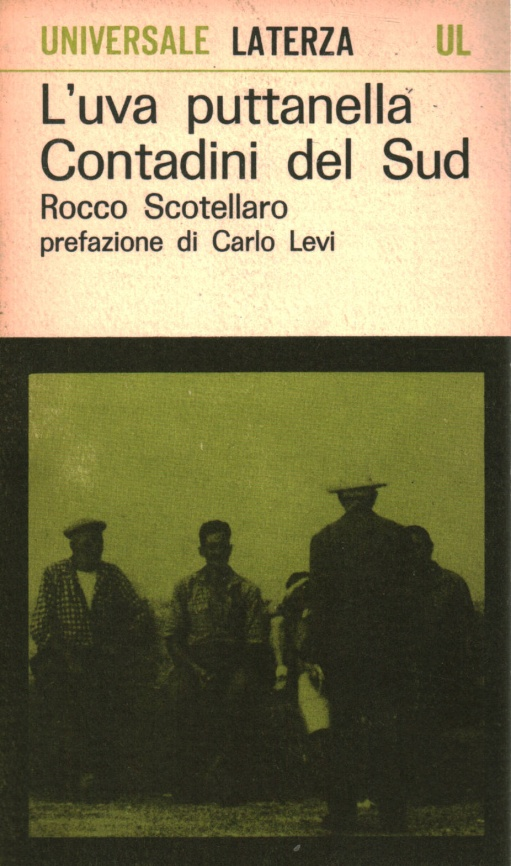 UNIVERSALE LATERZA UL
L'uva puttanella
Contadini del Sud
Rocco Scotellaro
prefazione di Carlo Levi